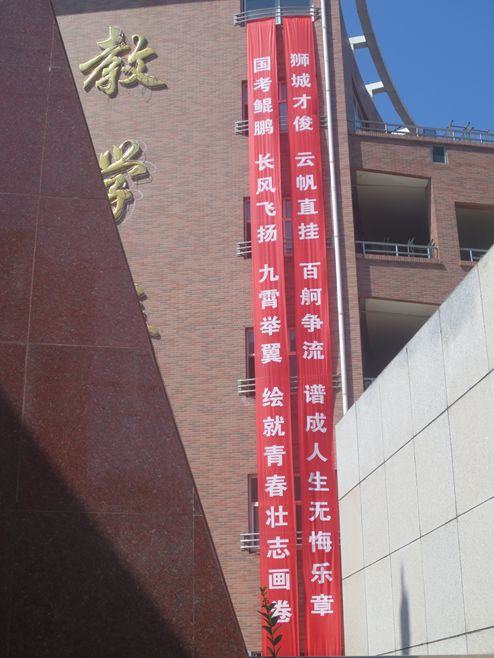 教
学
狮城才俊 云帆直挂 百舸争流 谱成人生无悔乐章
国考鲲鹏 长风飞扬 九霄举翼 绘就青春壮志画卷